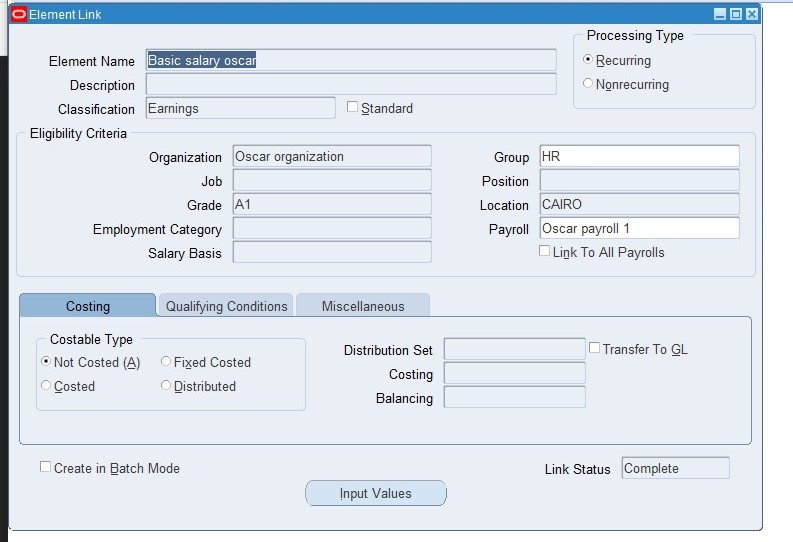 Element Link
Processing Type
Element Name Basic salary oscar
Recurring
Description
Nonrecurring
Classification Earnings Standard
Eligibility Criteria
Organization Oscar organization Group HR
Job Position
Grade A1 Location CAIRO
Employment Category Payroll Oscar payroll 1
Salary Basis Link To All Payrolls
Costing Qualifying Conditions Miscellaneous
Costable Type
Distribution Set Transfer To GL
Not Costed (A) Fixed Costed
Costing
Costed Distributed
Balancing
Create in Batch Mode Link Status Complete
Input Values